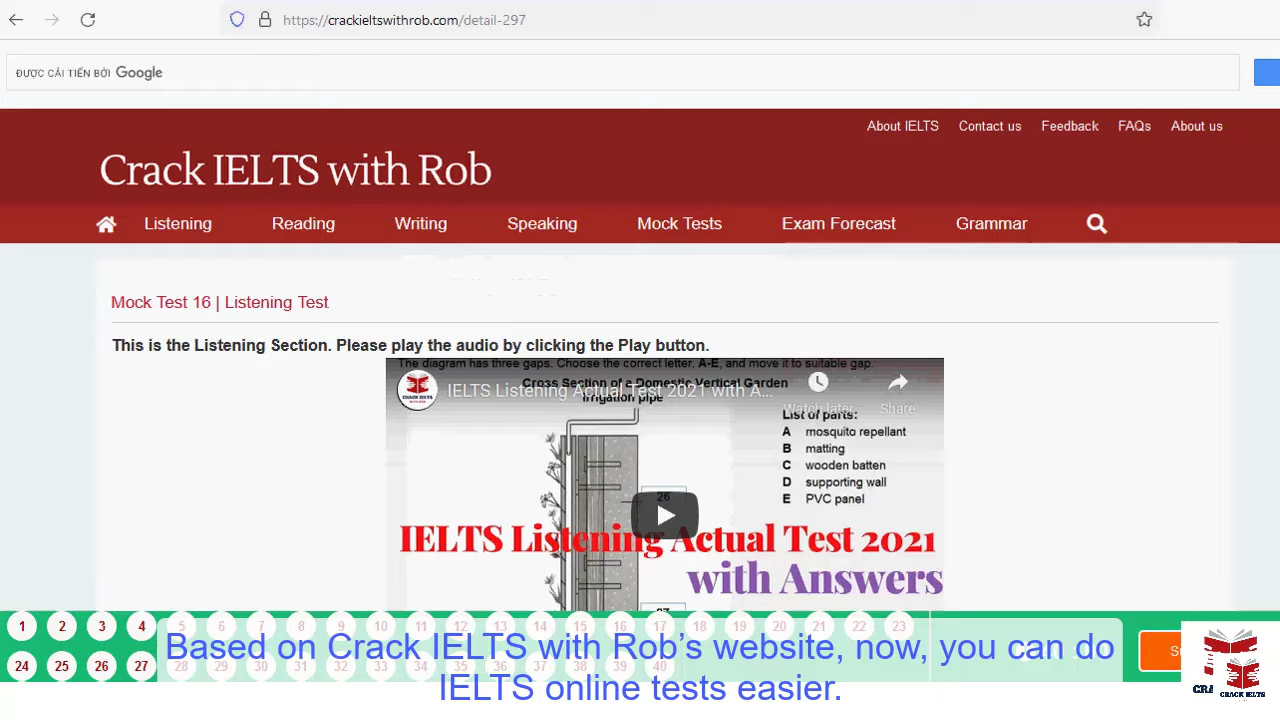 https://crackieltswithrob.com/detail-297
ĐƯỢC CẢI TIẾN BỞI Google
About IELTS Contact us Feedback FAQs About us
Crack IELTS with Rob
Listening Reading Writing Speaking Mock Tests Exam Forecast Grammar
Mock Test 16 | Listening Test
This is the Listening Section. Please play the audio by clicking the Play button.
The diagram has three gaps. Choose the correct letter, A-E, and move it to suitable gap.
Cross Section of a Domestic Vertical Garden
IELTS Listening Actual Test 2021 with A...
Irrigation pipe
Watch later Share
List of parts:
A mosquito repellant
B matting
C wooden batten
D supporting wall
E PVC panel
26
IELTS Listening Actual Test 2021
with Answers
27
1 2 3 4 5 6 7 8 9 10 11 12 13 14 15 16 17 18 19 20 21 22 23
24 25 26 27 28 29 30 31 32 33 34 35 36 37 38 39 40
Based on Crack IELTS with Rob's website, now, you can do
IELTS online tests easier.
CRACK IELTS